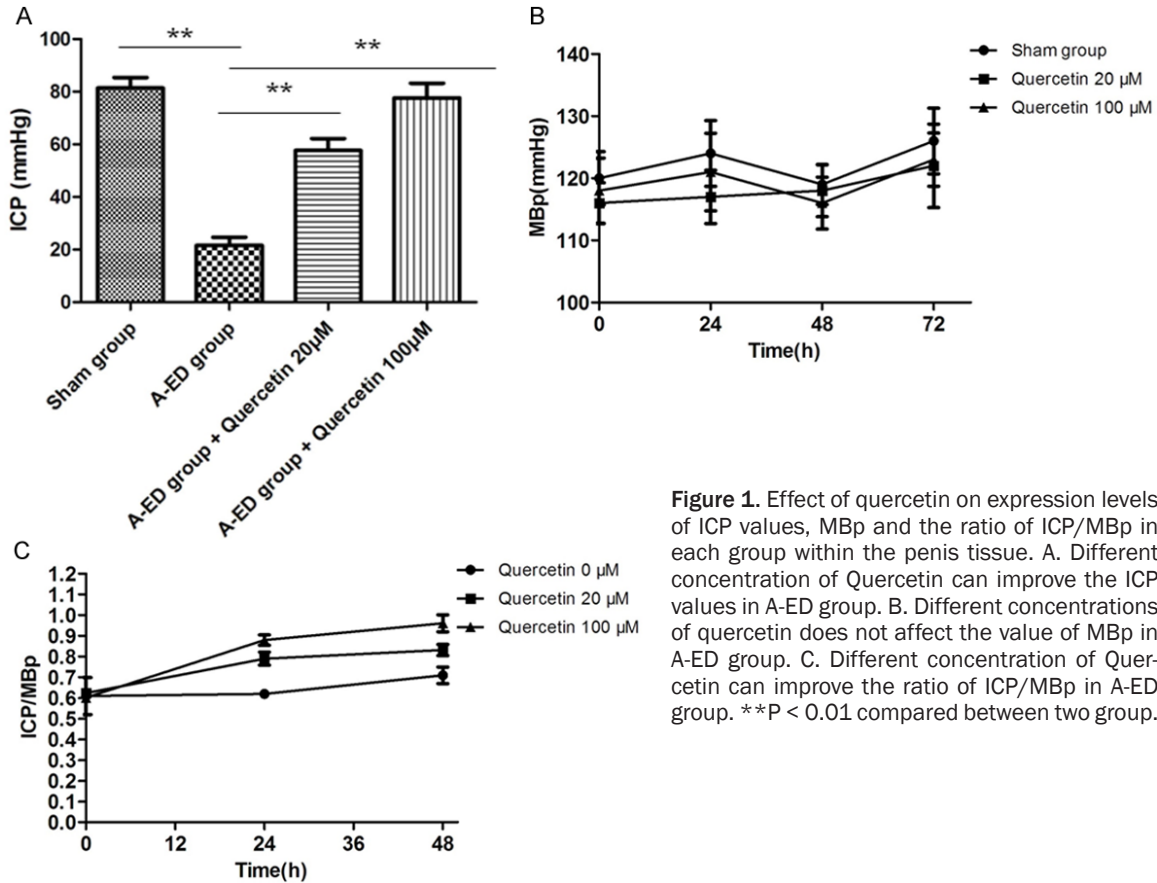 A
ICP (mmHg)
100
80
60
40
20
0
**
**
**
Sham group
A-ED group
A-ED group + Quercetin 20μM
A-ED group + Quercetin 100μM
B
MBp(mmHg)
140
130
120
110
100
0 24 48 72
Time(h)
Sham group
Quercetin 20 μM
Quercetin 100 μM
C
ICP/MBp
1.2
1.1
1.0
0.9
0.8
0.7
0.6
0.5
0.4
0.3
0.2
0.1
0.0
0 12 24 36 48
Time(h)
Quercetin 0 μM
Quercetin 20 μM
Quercetin 100 μM
Figure 1. Effect of quercetin on expression levels
of ICP values, MBp and the ratio of ICP/MBp in
each group within the penis tissue. A. Different
concentration of Quercetin can improve the ICP
values in A-ED group. B. Different concentrations
of quercetin does not affect the value of MBp in
A-ED group. C. Different concentration of Quer-
cetin can improve the ratio of ICP/MBp in A-ED
group. **P < 0.01 compared between two group.